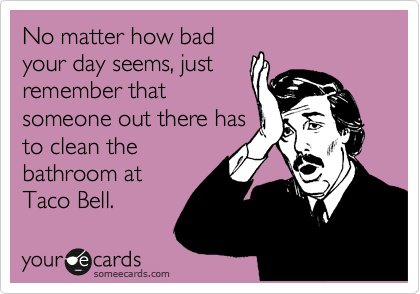 No matter how bad
your day seems, just
remember that
someone out there has
to clean the
bathroom at
Taco Bell.
your e cards
someecards.com